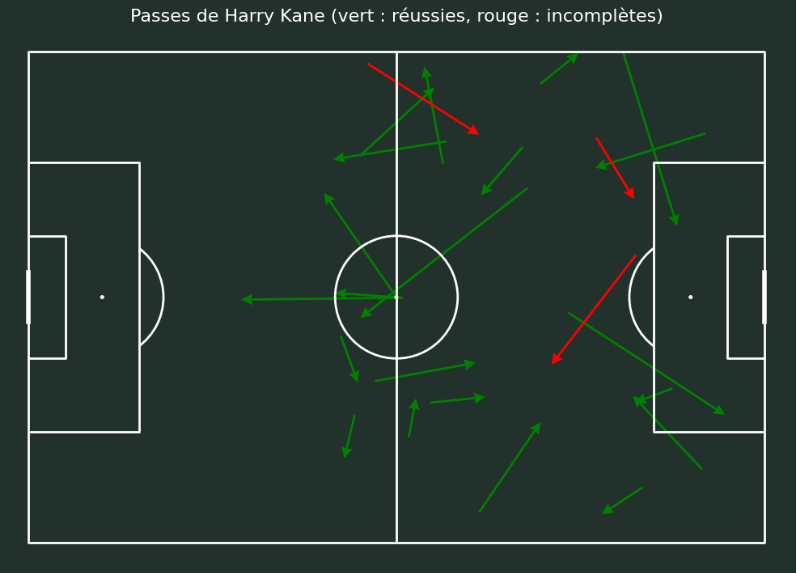 Passes de Harry Kane (vert : réussies, rouge : incomplètes)